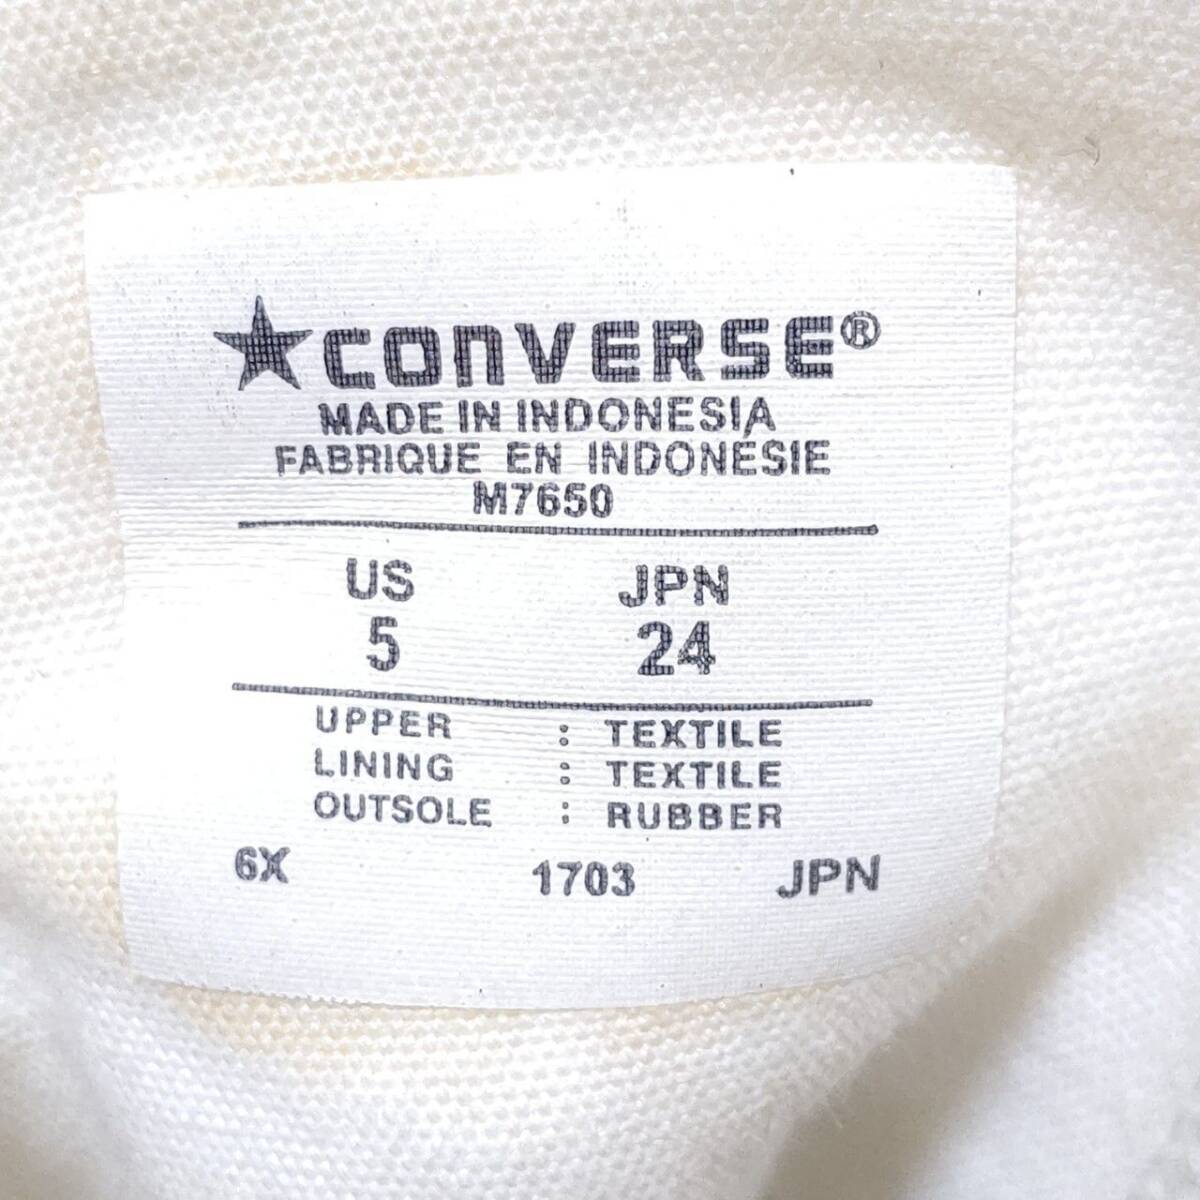 ★CONVERSE®
MADE IN INDONESIA
FABRIQUE EN INDONESIE
M7650
US JPN
5 24
UPPER : TEXTILE
LINING : TEXTILE
OUTSOLE : RUBBER
6X 1703 JPN